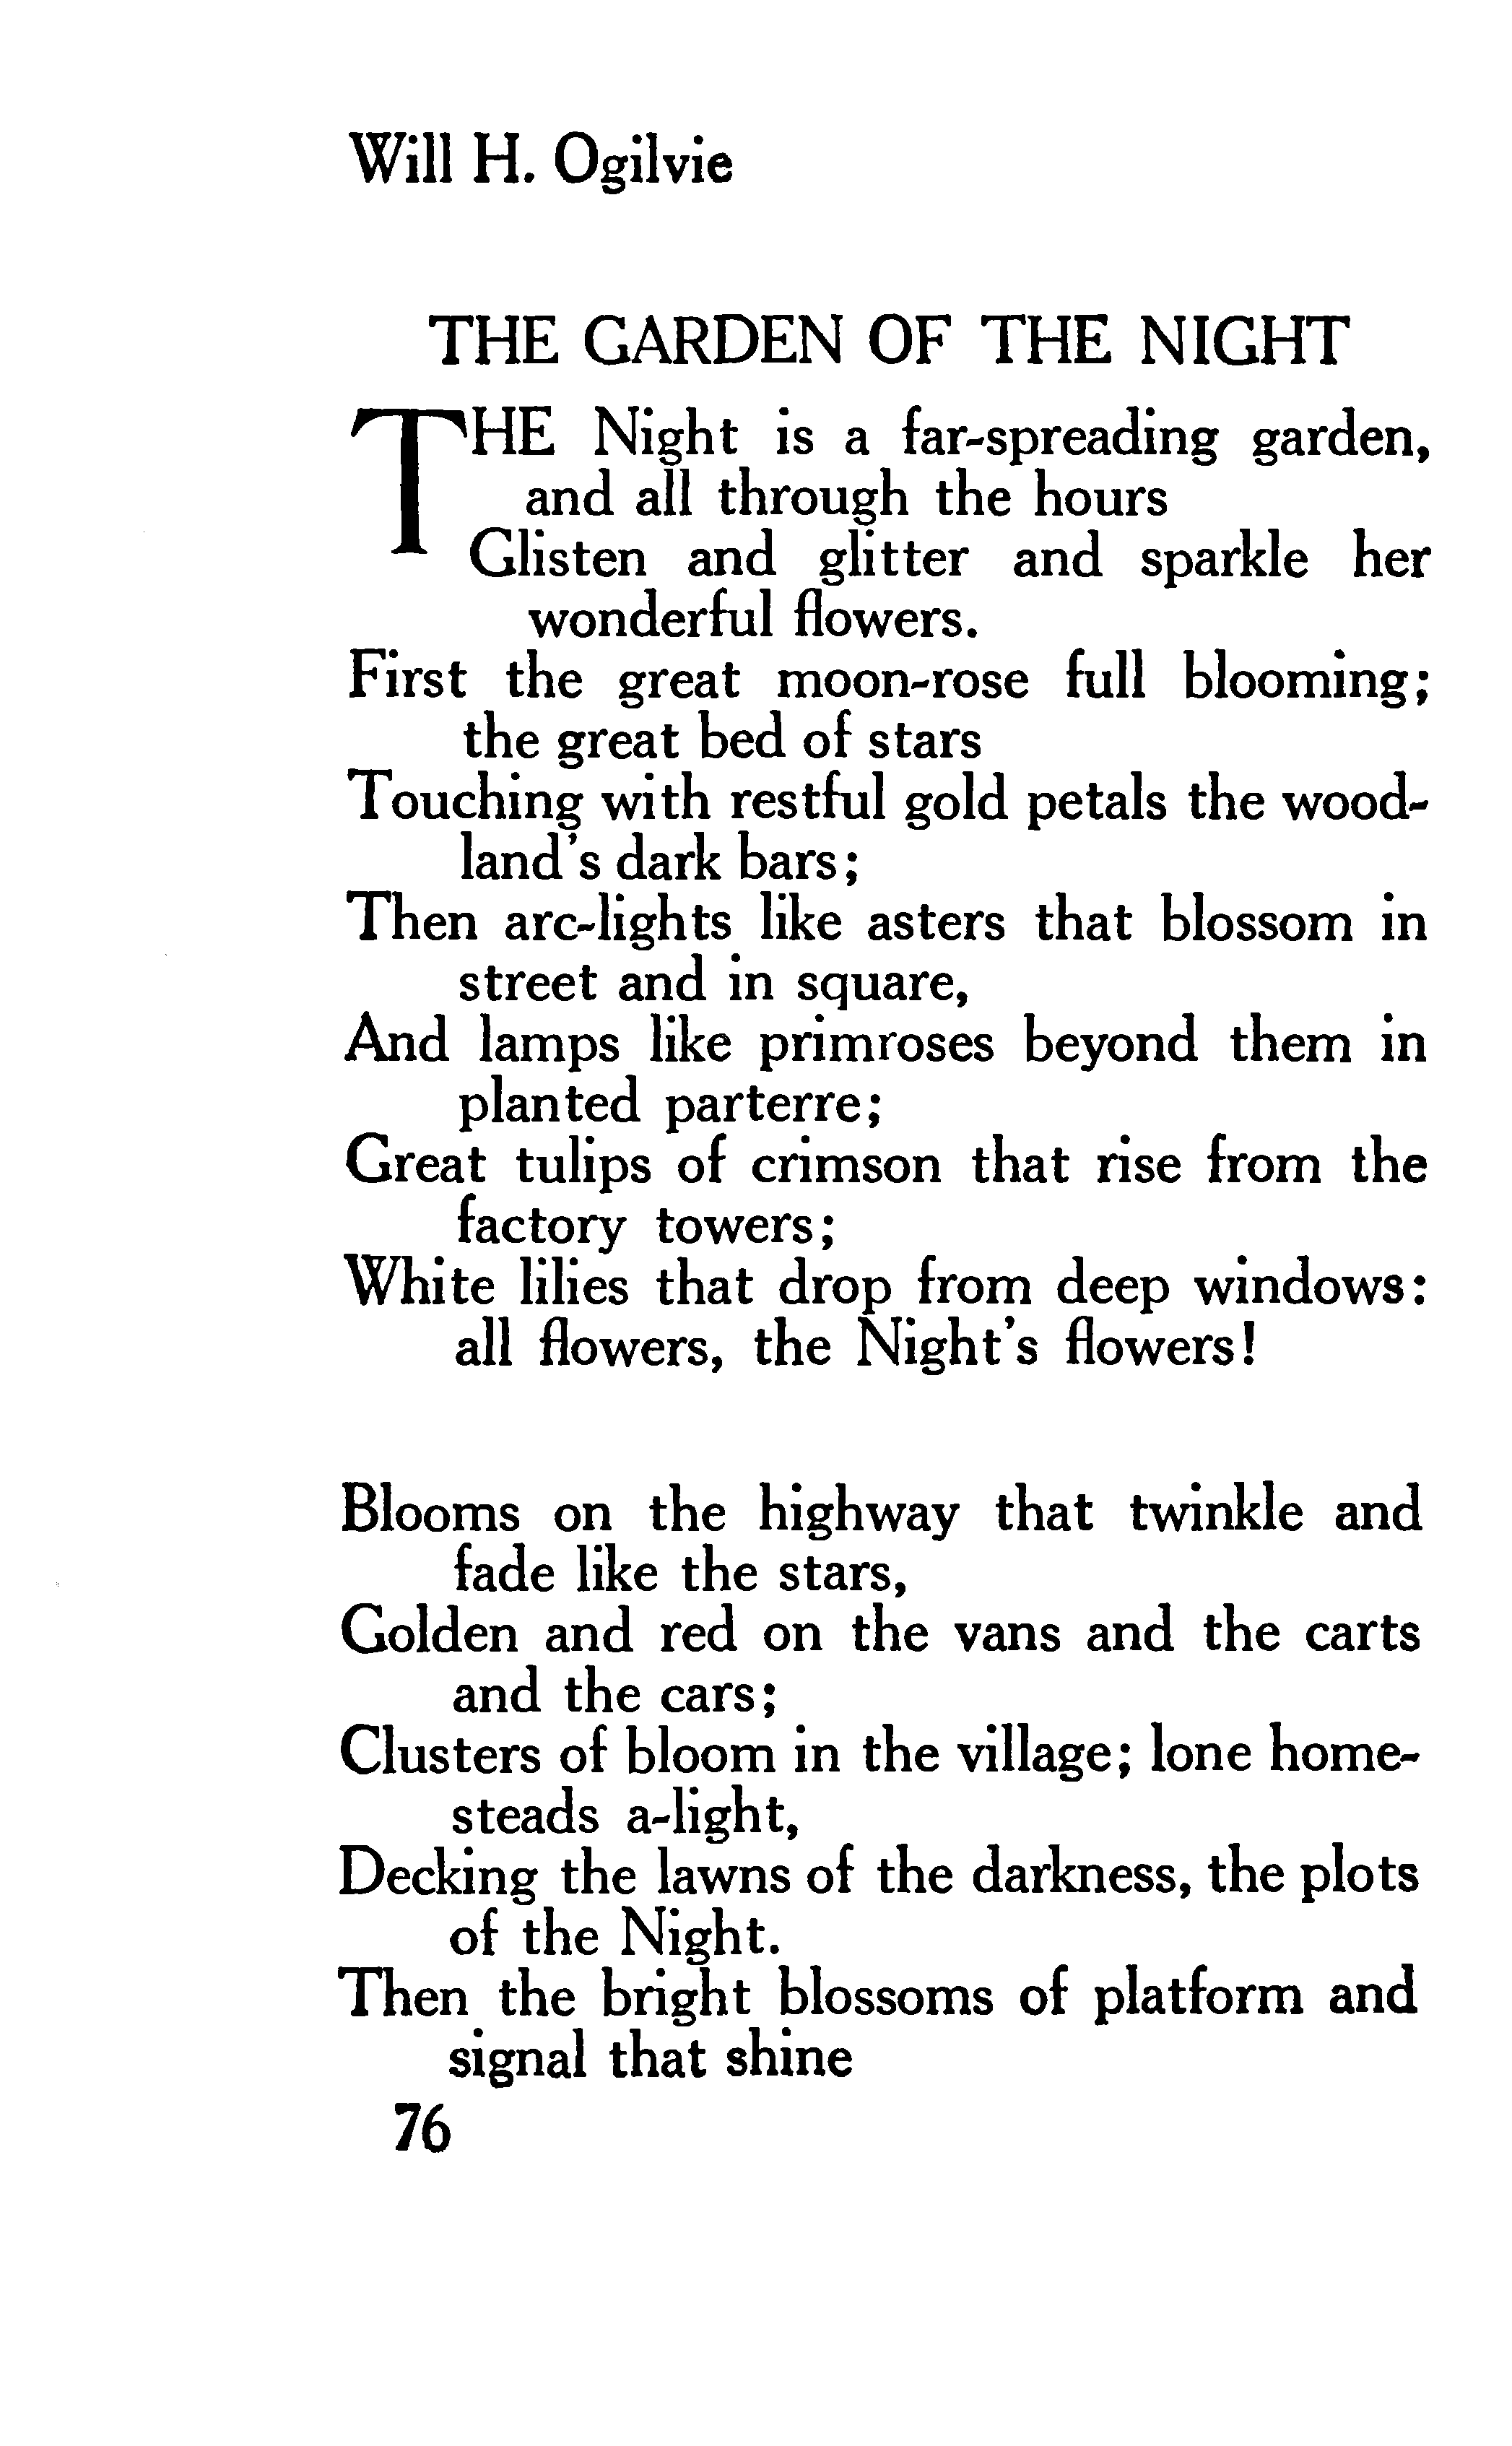 Will H. Ogilvie
THE GARDEN OF THE NIGHT
THE Night is a far-spreading garden,
and all through the hours
Glisten and glitter and sparkle her
wonderful flowers.
First the great moon-rose full blooming;
the great bed of stars
Touching with restful gold petals the wood-
land's dark bars;
Then arc-lights like asters that blossom in
street and in square,
And lamps like primroses beyond them in
planted parterre;
Great tulips of crimson that rise from the
factory towers;
White lilies that drop from deep windows:
all flowers, the Night's flowers!
Blooms on the highway that twinkle and
fade like the stars,
Golden and red on the vans and the carts
and the cars;
Clusters of bloom in the village; lone home-
steads a-light,
Decking the lawns of the darkness, the plots
of the Night.
Then the bright blossoms of platform and
signal that shine
76